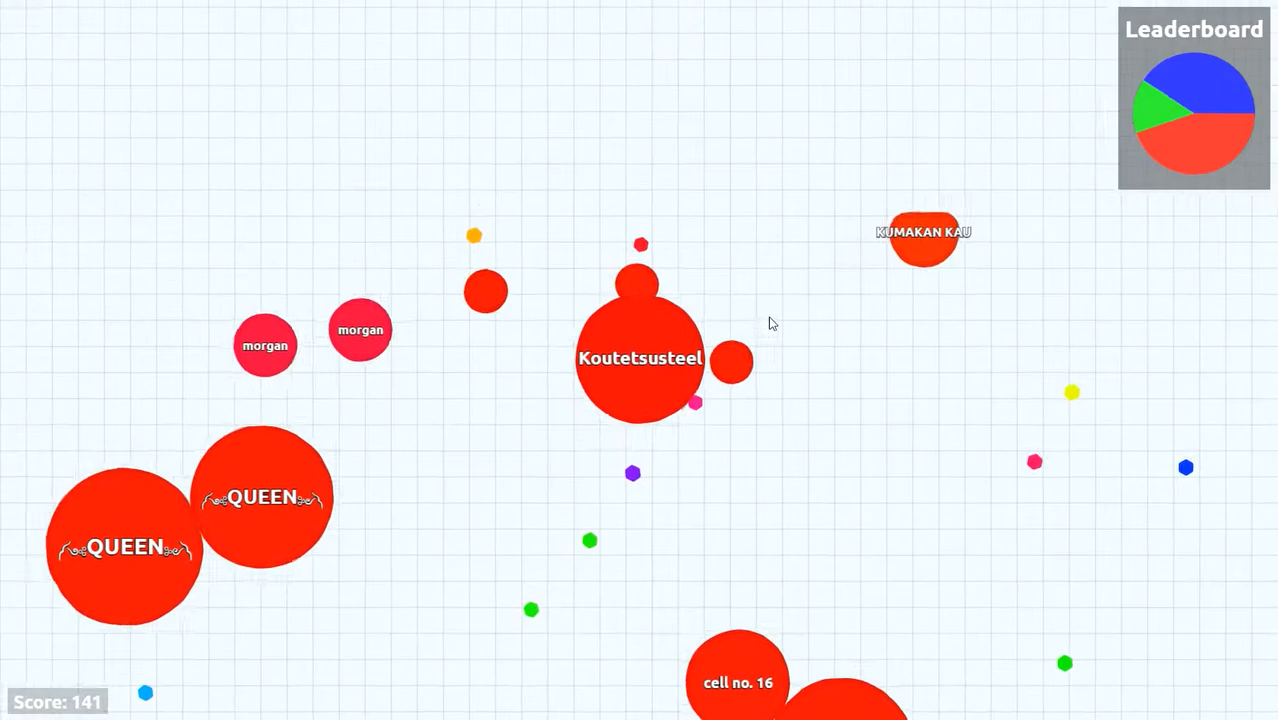 Leaderboard
KUMAKAN KAU
morgan
morgan
Koutetsusteel
QUEEN
QUEEN
cell no. 16
Score: 141